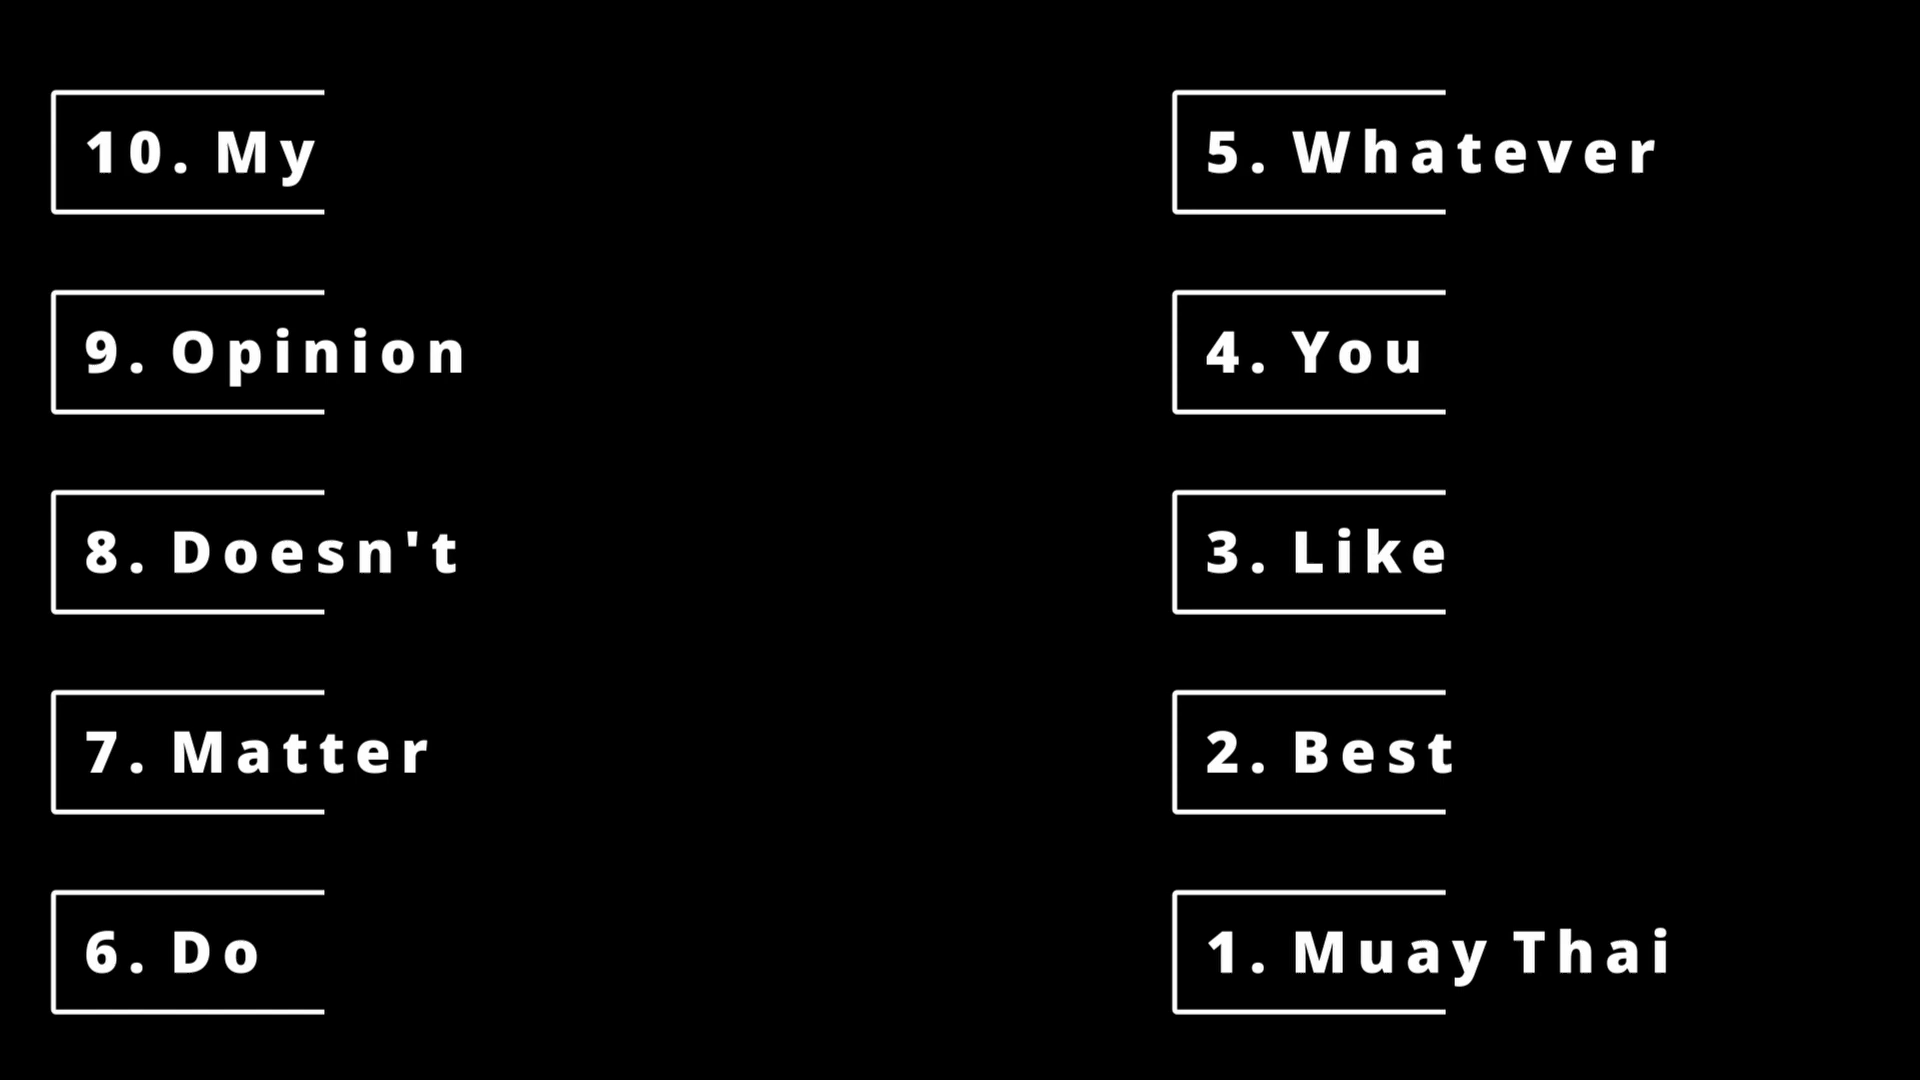 10. My
9. Opinion
8. Doesn't
7. Matter
6. Do
5. Whatever
4. You
3. Like
2. Best
1. Muay Thai